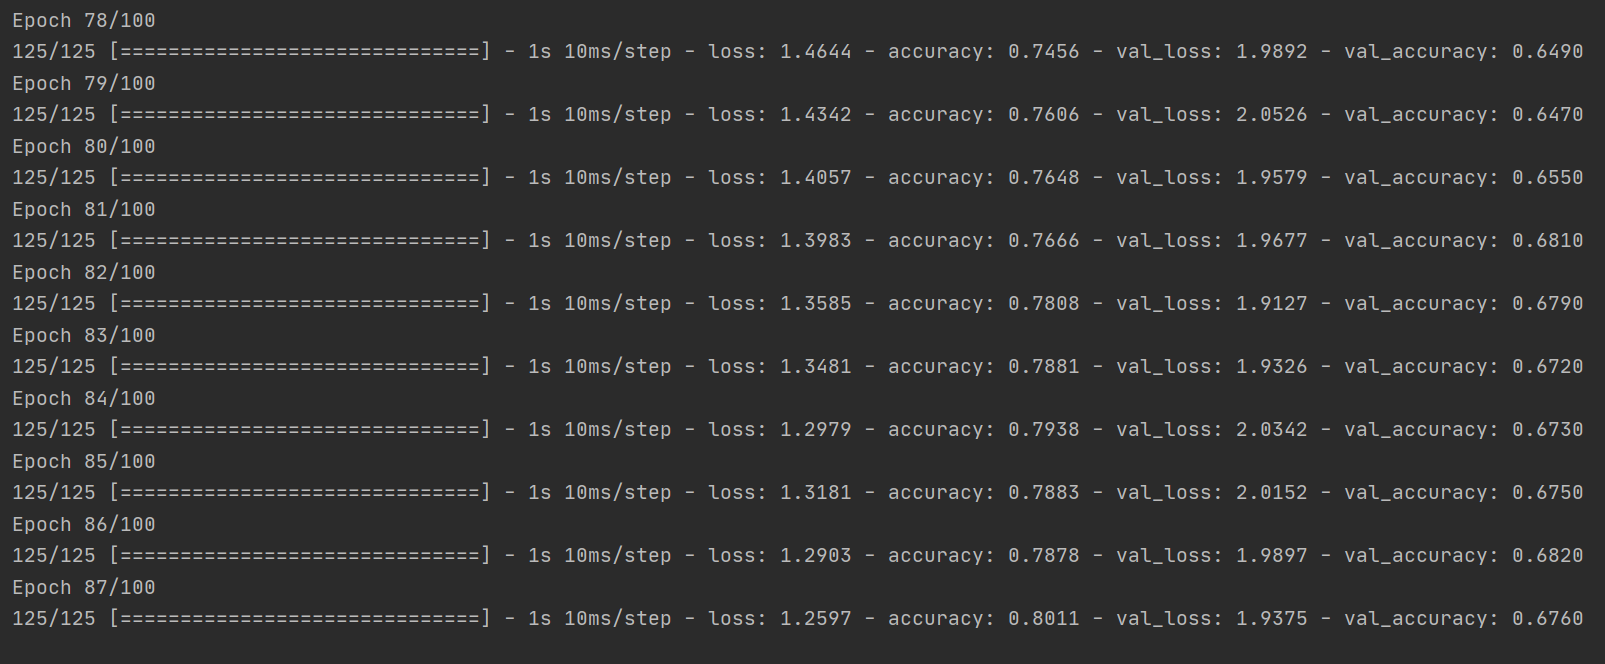 Epoch 78/100
125/125 [==============================] - 1s 10ms/step - loss: 1.4644 - accuracy: 0.7456 - val_loss: 1.9892 - val_accuracy: 0.6490
Epoch 79/100
125/125 [==============================] - 1s 10ms/step - loss: 1.4342 - accuracy: 0.7606 - val_loss: 2.0526 - val_accuracy: 0.6470
Epoch 80/100
125/125 [==============================] - 1s 10ms/step - loss: 1.4057 - accuracy: 0.7648 - val_loss: 1.9579 - val_accuracy: 0.6550
Epoch 81/100
125/125 [==============================] - 1s 10ms/step - loss: 1.3983 - accuracy: 0.7666 - val_loss: 1.9677 - val_accuracy: 0.6810
Epoch 82/100
125/125 [==============================] - 1s 10ms/step - loss: 1.3585 - accuracy: 0.7808 - val_loss: 1.9127 - val_accuracy: 0.6790
Epoch 83/100
125/125 [==============================] - 1s 10ms/step - loss: 1.3481 - accuracy: 0.7881 - val_loss: 1.9326 - val_accuracy: 0.6720
Epoch 84/100
125/125 [==============================] - 1s 10ms/step - loss: 1.2979 - accuracy: 0.7938 - val_loss: 2.0342 - val_accuracy: 0.6730
Epoch 85/100
125/125 [==============================] - 1s 10ms/step - loss: 1.3181 - accuracy: 0.7883 - val_loss: 2.0152 - val_accuracy: 0.6750
Epoch 86/100
125/125 [==============================] - 1s 10ms/step - loss: 1.2903 - accuracy: 0.7878 - val_loss: 1.9897 - val_accuracy: 0.6820
Epoch 87/100
125/125 [==============================] - 1s 10ms/step - loss: 1.2597 - accuracy: 0.8011 - val_loss: 1.9375 - val_accuracy: 0.6760